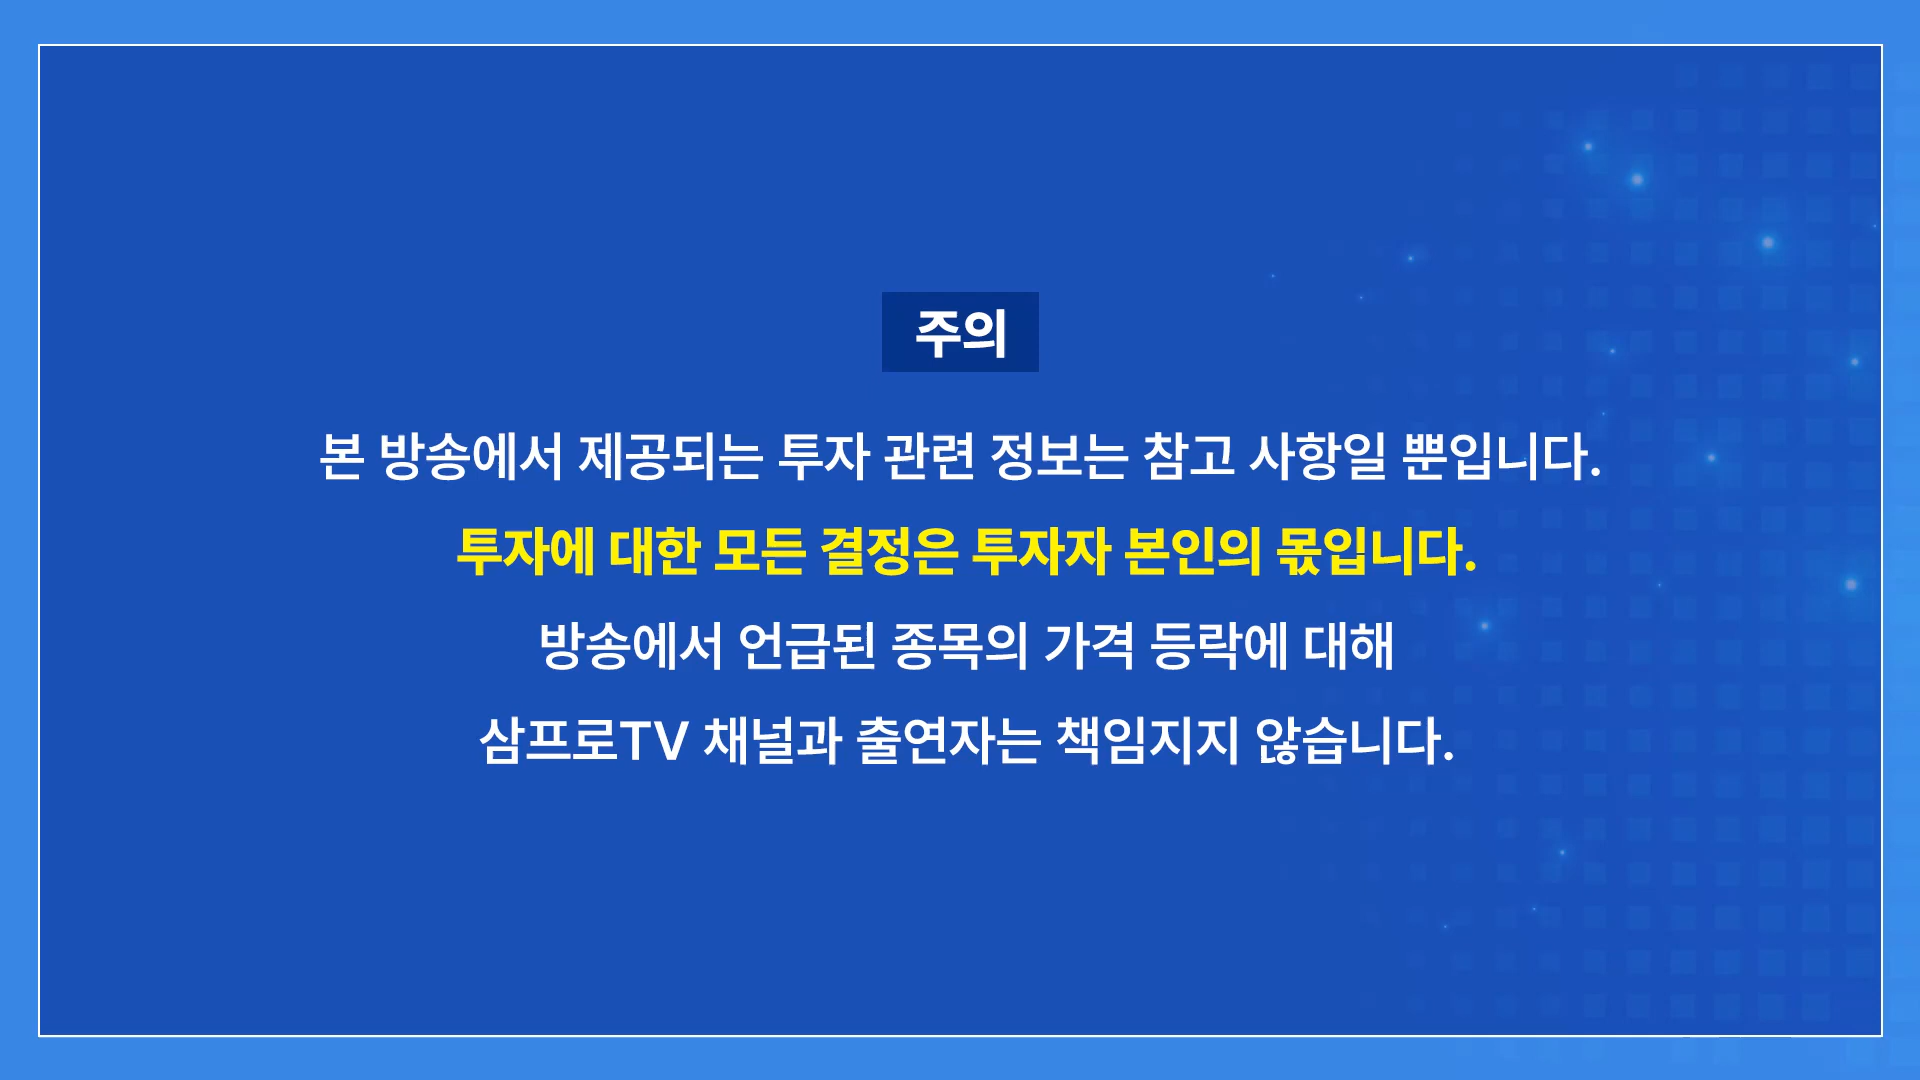 주의
본 방송에서 제공되는 투자 관련 정보는 참고 사항일 뿐입니다.
투자에 대한 모든 결정은 투자자 본인의 몫입니다.
방송에서 언급된 종목의 가격 등락에 대해
삼프로TV 채널과 출연자는 책임지지 않습니다.